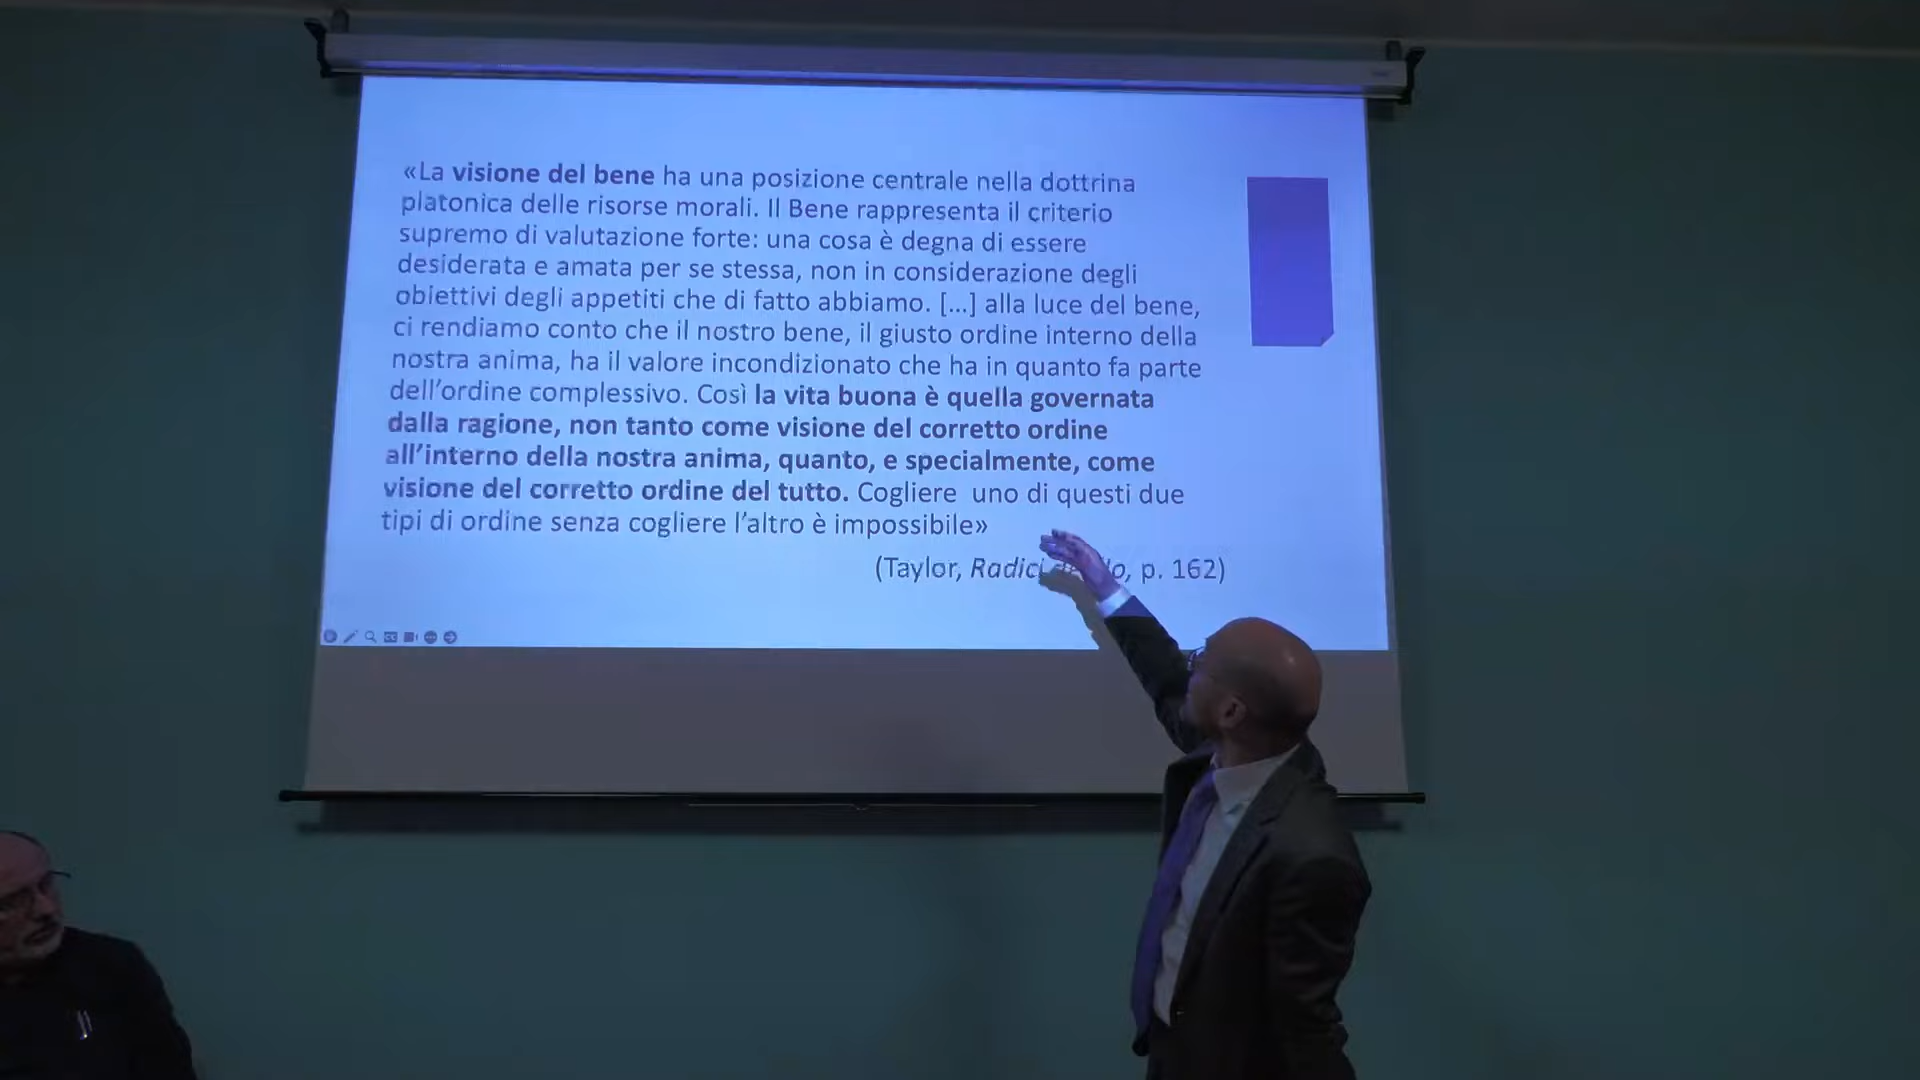 «La visione del bene ha una posizione centrale nella dottrina
platonica delle risorse morali. Il Bene rappresenta il criterio
supremo di valutazione forte: una cosa è degna di essere
desiderata e amata per se stessa, non in considerazione degli
obiettivi degli appetiti che di fatto abbiamo. [...] alla luce del bene,
ci rendiamo conto che il nostro bene, il giusto ordine interno della
nostra anima, ha il valore incondizionato che ha in quanto fa parte
dell'ordine complessivo. Così la vita buona è quella governata
dalla ragione, non tanto come visione del corretto ordine
all'interno della nostra anima, quanto, e specialmente, come
visione del corretto ordine del tutto. Cogliere uno di questi due
tipi di ordine senza cogliere l'altro è impossibile»
(Taylor, Radici p. 162)